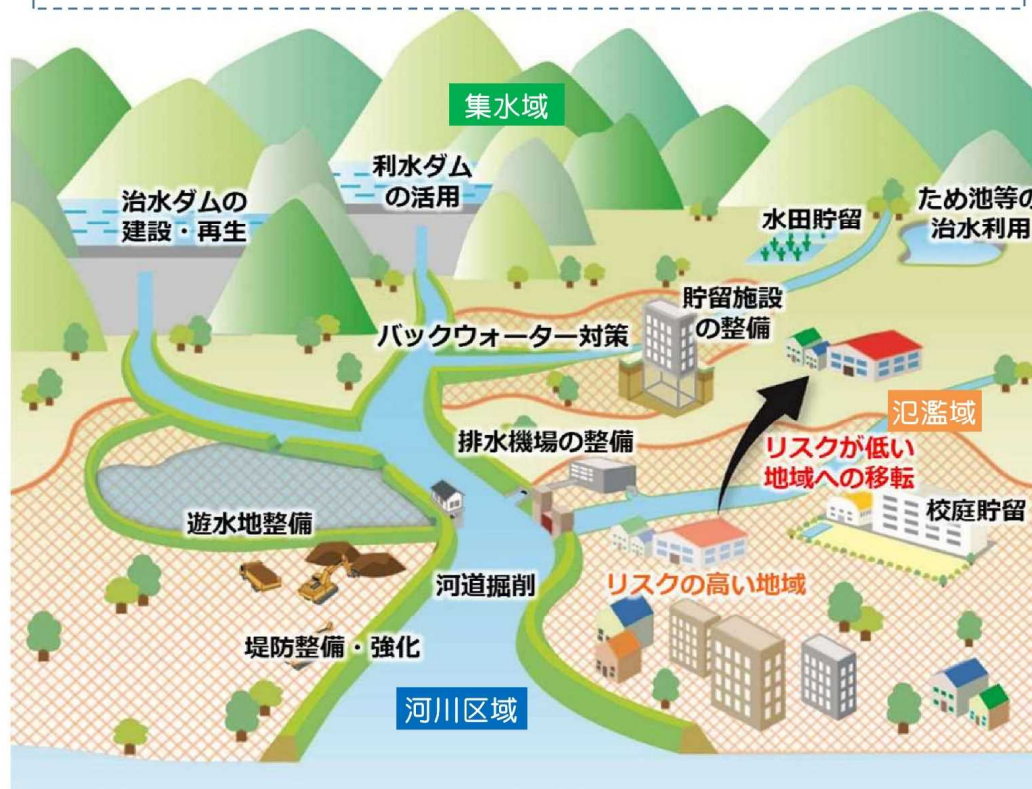 集水域
利水ダム
の活用
治水ダムの
建設・再生
水田貯留
ため池等の
治水利用
貯留施設
の整備
バックウォーター対策
氾濫域
排水機場の整備
リスクが低い
地域への移転
校庭貯留
遊水地整備
河道掘削
リスクの高い地域
堤防整備・強化
河川区域